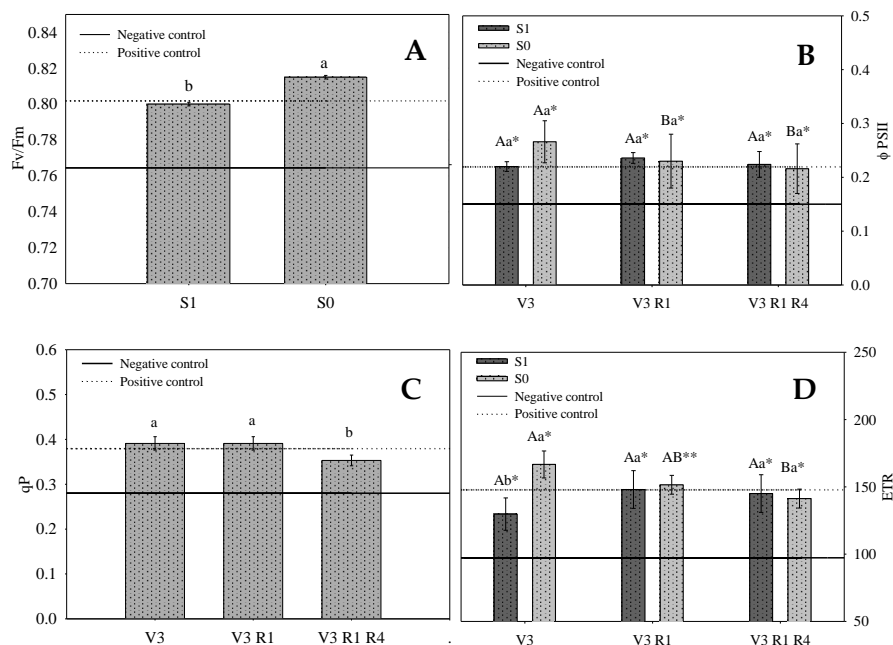 0.84
0.82
0.80
0.78
0.76
0.74
0.72
0.70
Fv/Fm
Negative control
Positive control
A
b
a
S1
S0
S1
S0
Negative control
Positive control
B
0.5
0.4
0.3
0.2
0.1
0.0
ϕ PSII
Aa*
Aa*
Aa*
Ba*
Aa*
Ba*
V3
V3 R1
V3 R1 R4
0.6
0.5
0.4
0.3
0.2
0.1
0.0
qP
Negative control
Positive control
C
a
a
b
V3
V3 R1
V3 R1 R4
.
S1
S0
Negative control
Positive control
D
250
200
150
100
50
ETR
Ab*
Aa*
Aa*
AB**
Aa*
Ba*
V3
V3 R1
V3 R1 R4